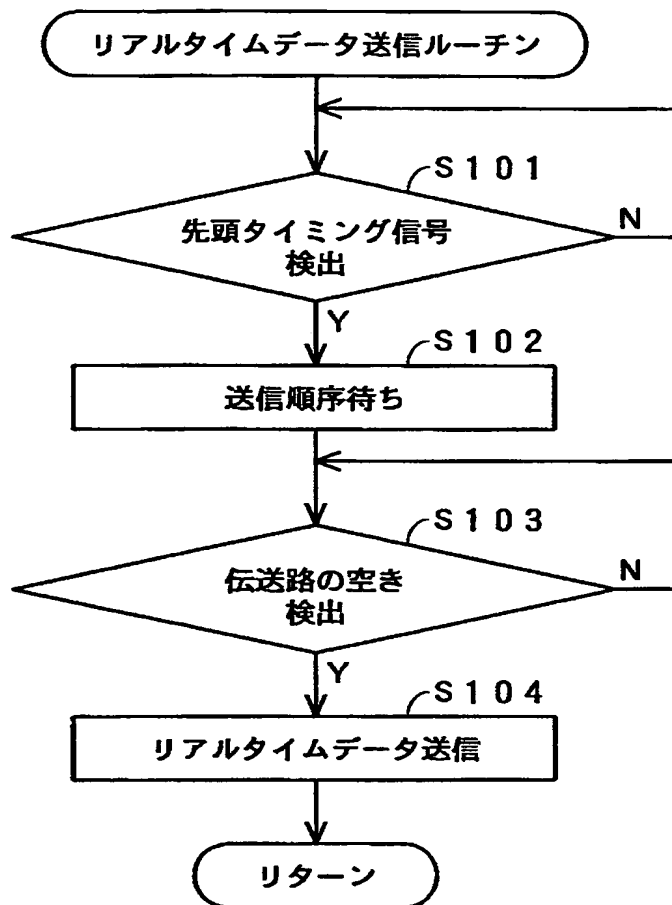 リアルタイムデータ送信ルーチン
S101
先頭タイミング信号
検出
N
Y
S102
送信順序待ち
S103
伝送路の空き
検出
N
Y
S104
リアルタイムデータ送信
リターン